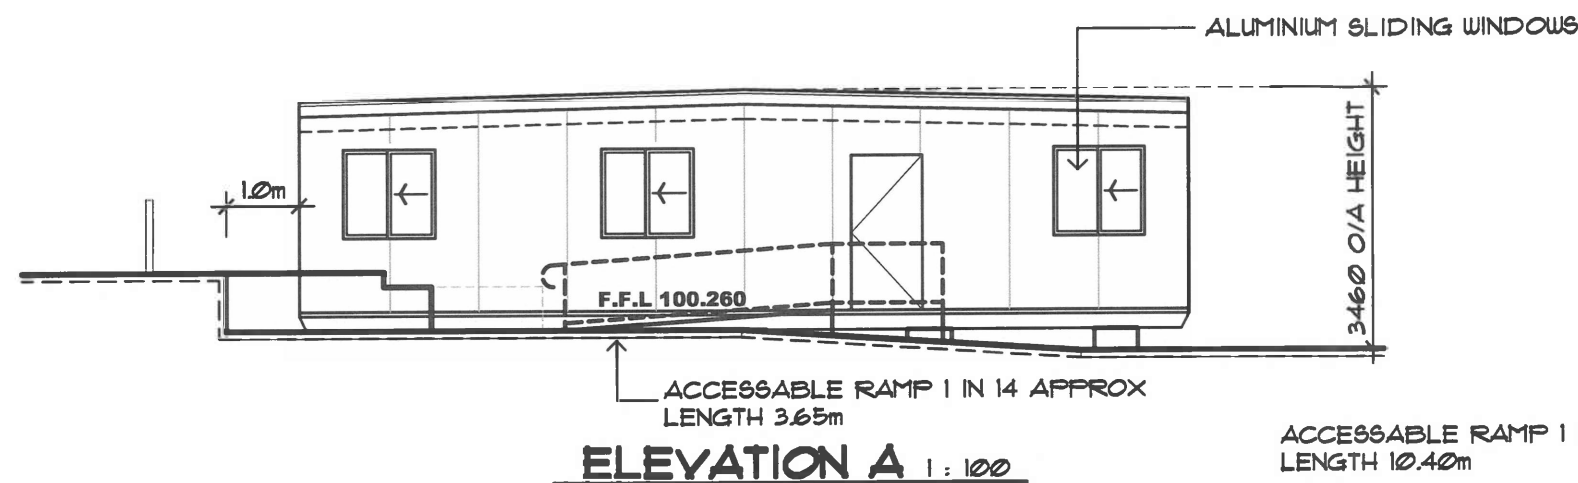 ALUMINIUM SLIDING WINDOWS
1.0m
3460 O/A HEIGHT
F.F.L 100.260
ACCESSABLE RAMP 1 IN 14 APPROX
LENGTH 3.65m
ELEVATION A 1 : 100
ACCESSABLE RAMP 1
LENGTH 10.40m